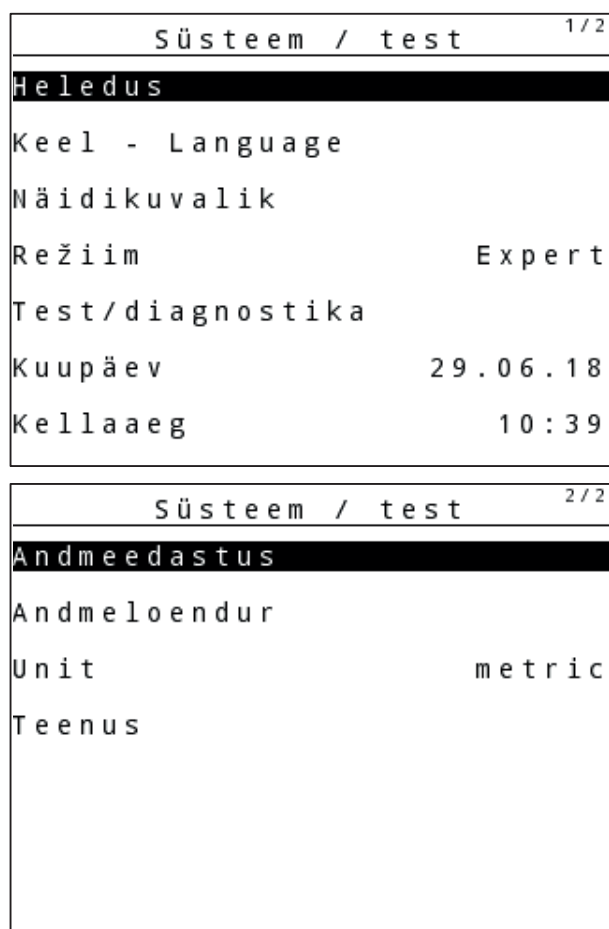 Süsteem / test 1/2
Heledus
Keel - Language
Näidikuvalik
Režiim Expert
Test/diagnostika
Kuupäev 29.06.18
Kellaaeg 10:39
Süsteem / test 2/2
Andmeedastus
Andmeloendur
Unit metric
Teenus